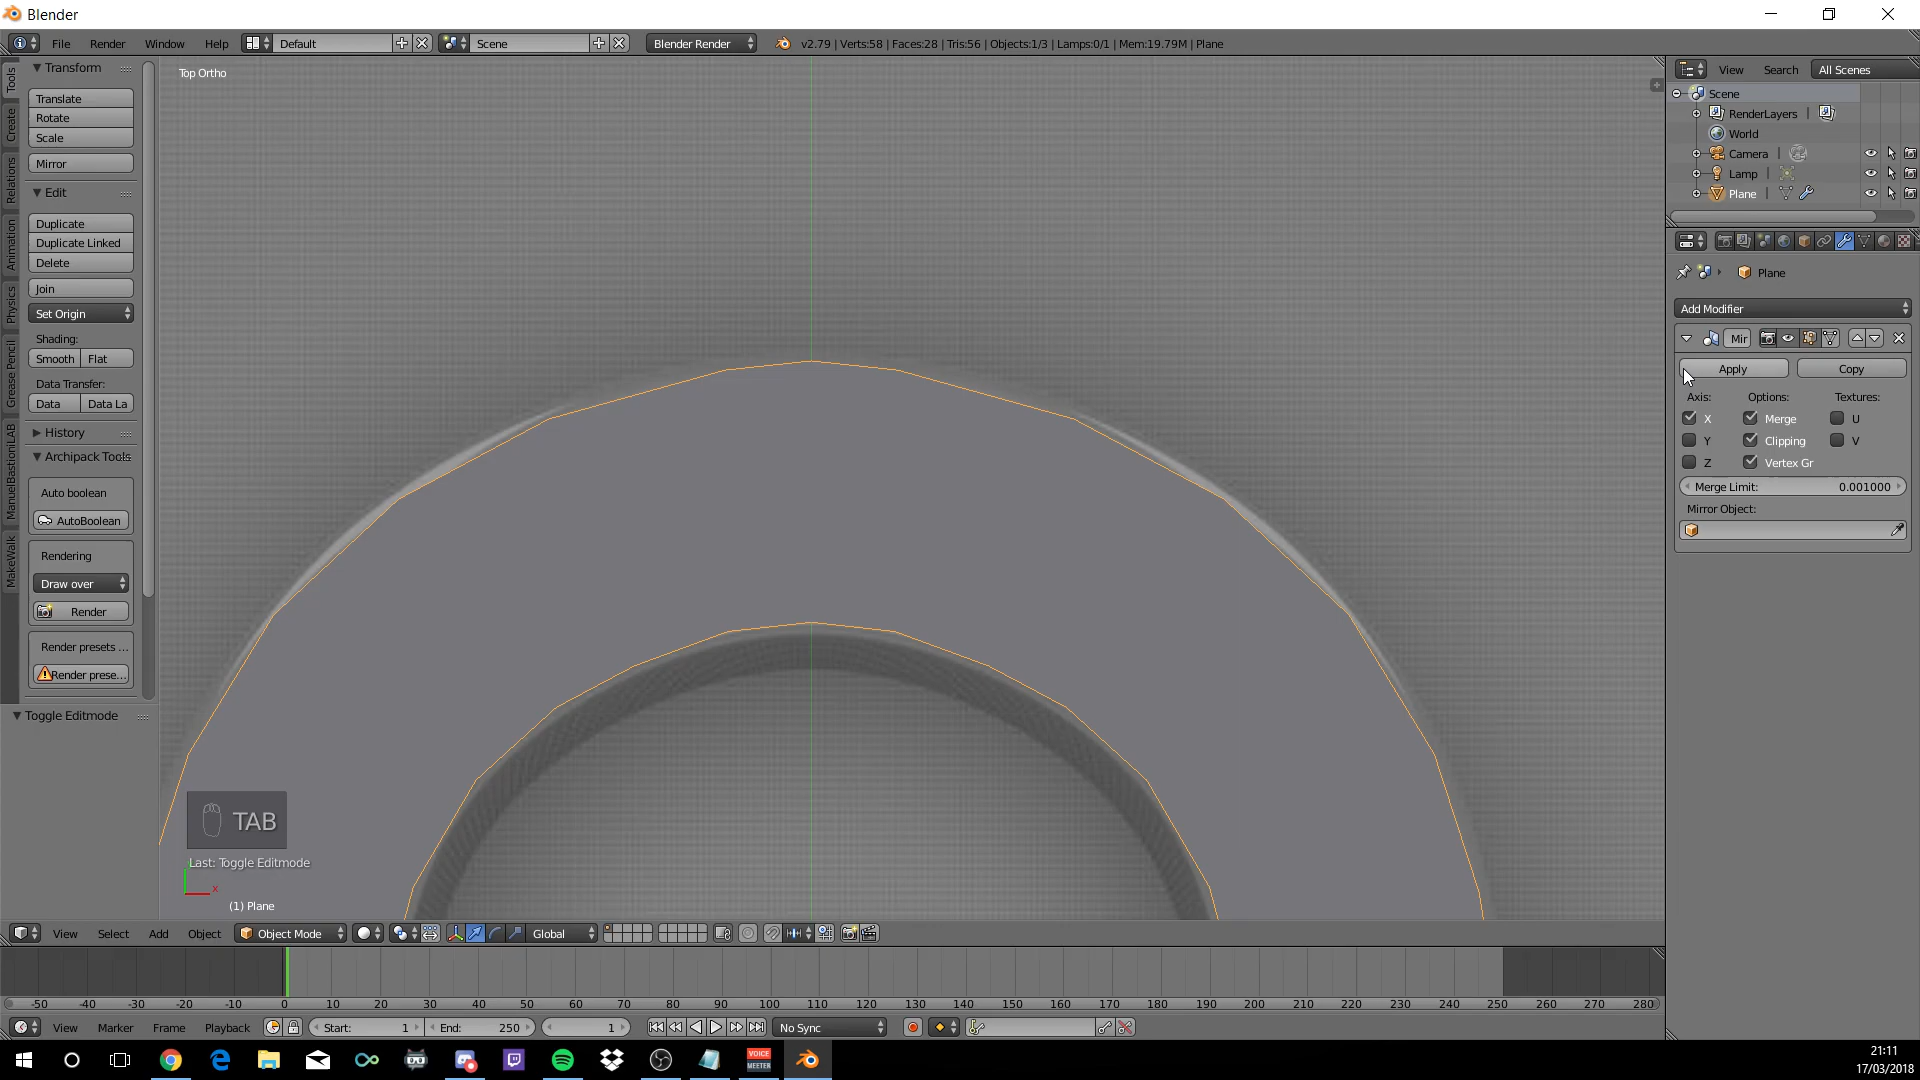 Blender
File Render Window Help Default Scene Blender Render v2.79 | Verts:58 | Faces:28 | Tris:56 | Objects:1/3 | Lamps:0/1 | Mem:19.79M | Plane
Tools
Create
Relations
Animation
Physics
Grease Pencil
ManuelBastioniLAB
MakeWalk
Transform
Translate
Rotate
Scale
Mirror
Edit
Duplicate
Duplicate Linked
Delete
Join
Set Origin
Shading:
Smooth Flat
Data Transfer:
Data Data La
History
Archipack Tools
Auto boolean
AutoBoolean
Rendering
Draw over
Render
Render presets ...
Render prese...
Toggle Editmode
Top Ortho
TAB
Last: Toggle Editmode
x
(1) Plane
View Select Add Object Object Mode Global
View Search All Scenes
Scene
RenderLayers |
World
Camera |
Lamp |
Plane |
Plane
Add Modifier
Mir
Apply Copy
Axis: Options: Textures:
X Merge U
Y Clipping V
Z Vertex Gr
Merge Limit: 0.001000
Mirror Object:
-50 -40 -30 -20 -10 0 10 20 30 40 50 60 70 80 90 100 110 120 130 140 150 160 170 180 190 200 210 220 230 240 250 260 270 280
View Marker Frame Playback Start: 1 End: 250 1 No Sync
VOICE
MEETER
21:11
17/03/2018